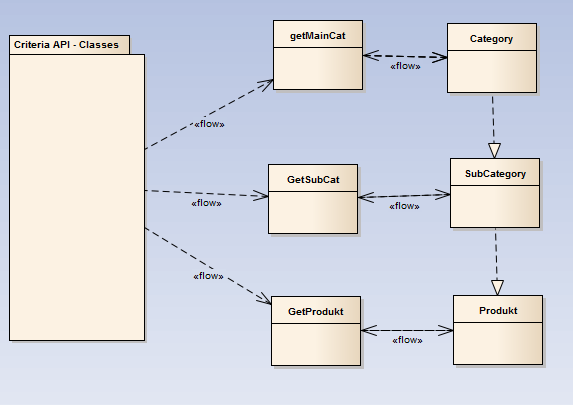 Criteria API - Classes
getMainCat
Category
«flow»
«flow»
GetSubCat
SubCategory
«flow»
«flow»
«flow»
GetProdukt
Produkt
«flow»